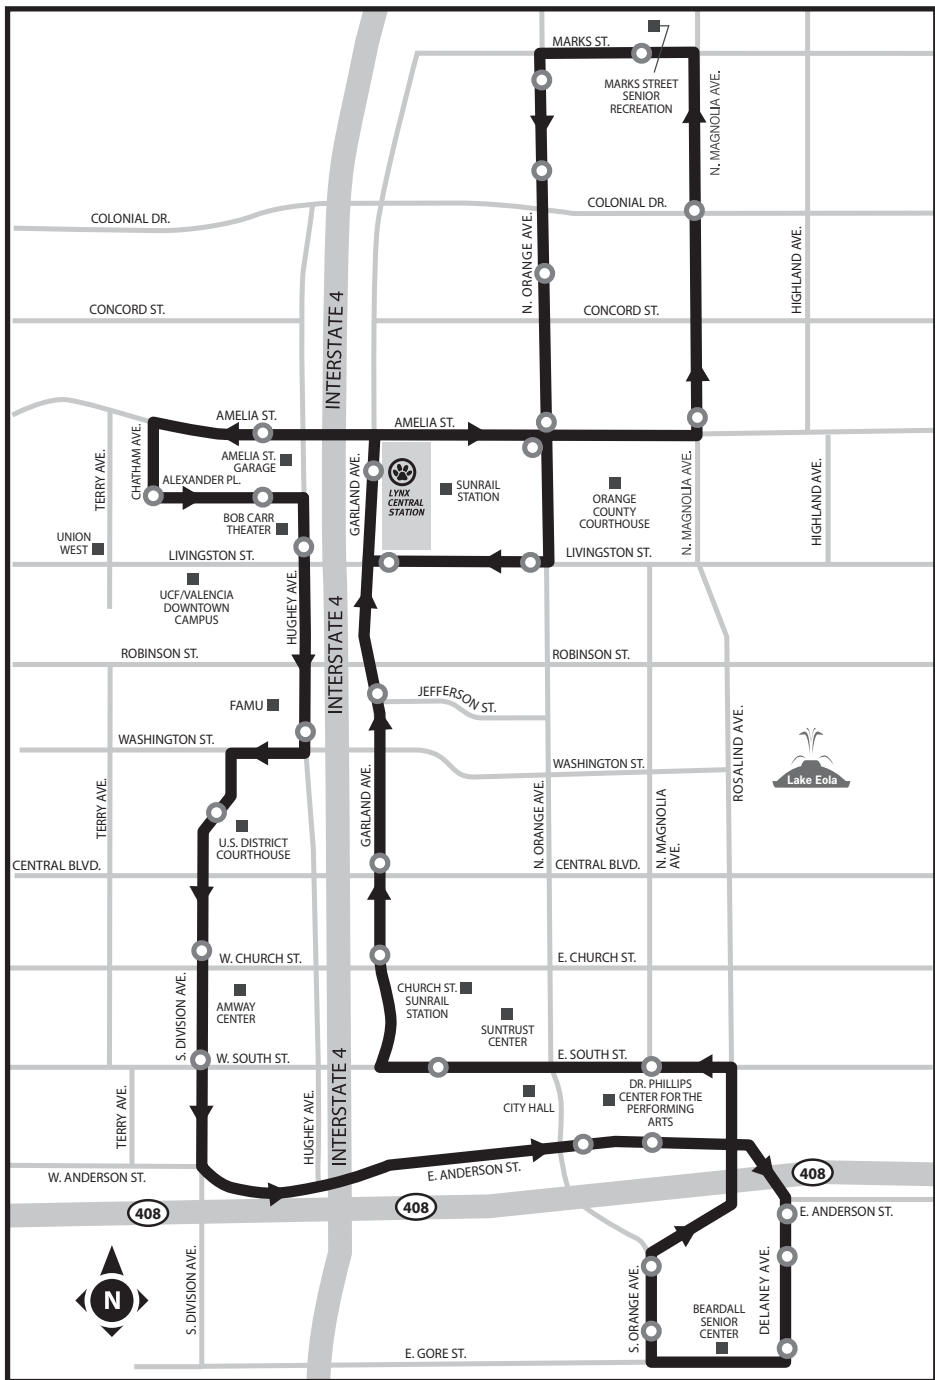 MARKS ST.
MARKS STREET
SENIOR
RECREATION
N. MAGNOLIA AVE.
COLONIAL DR.
COLONIAL DR.
N. ORANGE AVE.
HIGHLAND AVE.
CONCORD ST.
CONCORD ST.
INTERSTATE 4
AMELIA ST.
AMELIA ST.
CHATHAM AVE.
TERRY AVE.
AMELIA ST.
GARAGE
ALEXANDER PL.
GARLAND AVE.
LYNX
CENTRAL
STATION
SUNRAIL
STATION
ORANGE
COUNTY
COURTHOUSE
N. MAGNOLIA AVE.
HIGHLAND AVE.
BOB CARR
THEATER
UNION
WEST
LIVINGSTON ST.
LIVINGSTON ST.
UCF/VALENCIA
DOWNTOWN
CAMPUS
HUGHEY AVE.
INTERSTATE 4
ROBINSON ST.
ROBINSON ST.
JEFFERSON ST.
FAMU
WASHINGTON ST.
WASHINGTON ST.
ROSALIND AVE.
Lake Eola
TERRY AVE.
GARLAND AVE.
N. ORANGE AVE.
N. MAGNOLIA
AVE.
U.S. DISTRICT
COURTHOUSE
CENTRAL BLVD.
CENTRAL BLVD.
W. CHURCH ST.
E. CHURCH ST.
S. DIVISION AVE.
AMWAY
CENTER
CHURCH ST.
SUNRAIL
STATION
SUNTRUST
CENTER
W. SOUTH ST.
E. SOUTH ST.
TERRY AVE.
HUGHEY AVE.
INTERSTATE 4
CITY HALL
DR. PHILLIPS
CENTER FOR THE
PERFORMING
ARTS
W. ANDERSON ST.
E. ANDERSON ST.
408
408
408
E. ANDERSON ST.
S. DIVISION AVE.
N
S. ORANGE AVE.
BEARDALL
SENIOR
CENTER
DELANEY AVE.
E. GORE ST.